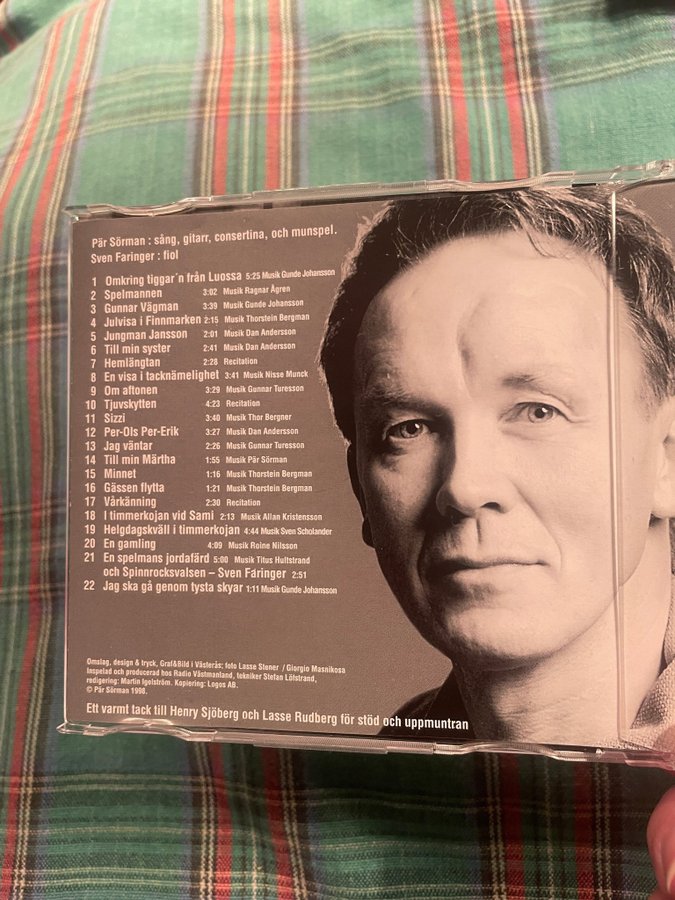 Pär Sörman : sång, gitarr, consertina, och munspel.
Sven Faringer : fiol
1 Omkring tiggar´n från Luossa 5:25 Musik Gunde Johansson
2 Spelmannen 3:02 Musik Ragnar Ågren
3 Gunnar Vägman 3:39 Musik Gunde Johansson
4 Julvisa i Finnmarken 2:15 Musik Thorstein Bergman
5 Jungman Jansson 2:01 Musik Dan Andersson
6 Till min syster 2:41 Musik Dan Andersson
7 Hemlängtan 2:28 Recitation
8 En visa i tacknämelighet 3:41 Musik Nisse Munck
9 Om aftonen 3:29 Musik Gunnar Turesson
10 Tjuvskytten 4:23 Recitation
11 Sizzi 3:40 Musik Thor Bergner
12 Per-Ols Per-Erik 3:27 Musik Dan Andersson
13 Jag väntar 2:26 Musik Gunnar Turesson
14 Till min Märtha 1:55 Musik Pär Sörman
15 Minnet 1:16 Musik Thorstein Bergman
16 Gässen flytta 1:21 Musik Thorstein Bergman
17 Vårkänning 2:30 Recitation
18 I timmerkojan vid Sami 2:13 Musik Allan Kristensson
19 Helgdagskväll i timmerkojan 4:44 Musik Sven Scholander
20 En gamling 4:09 Musik Roine Nilsson
21 En spelmans jordafärd 5:00 Musik Titus Hultstrand
och Spinnrocksvalsen – Sven Faringer 2:51
22 Jag ska gå genom tysta skyar 1:11 Musik Gunde Johansson
Omslag, design & tryck, Graf&Bild i Västerås; foto Lasse Stener / Giorgio Masnikosa
Inspelad och producerad hos Radio Västmanland, tekniker Stefan Löfstrand,
redigering: Martin Igelström. Kopiering: Logos AB.
© Pär Sörman 1998.
Ett varmt tack till Henry Sjöberg och Lasse Rudberg för stöd och uppmuntran